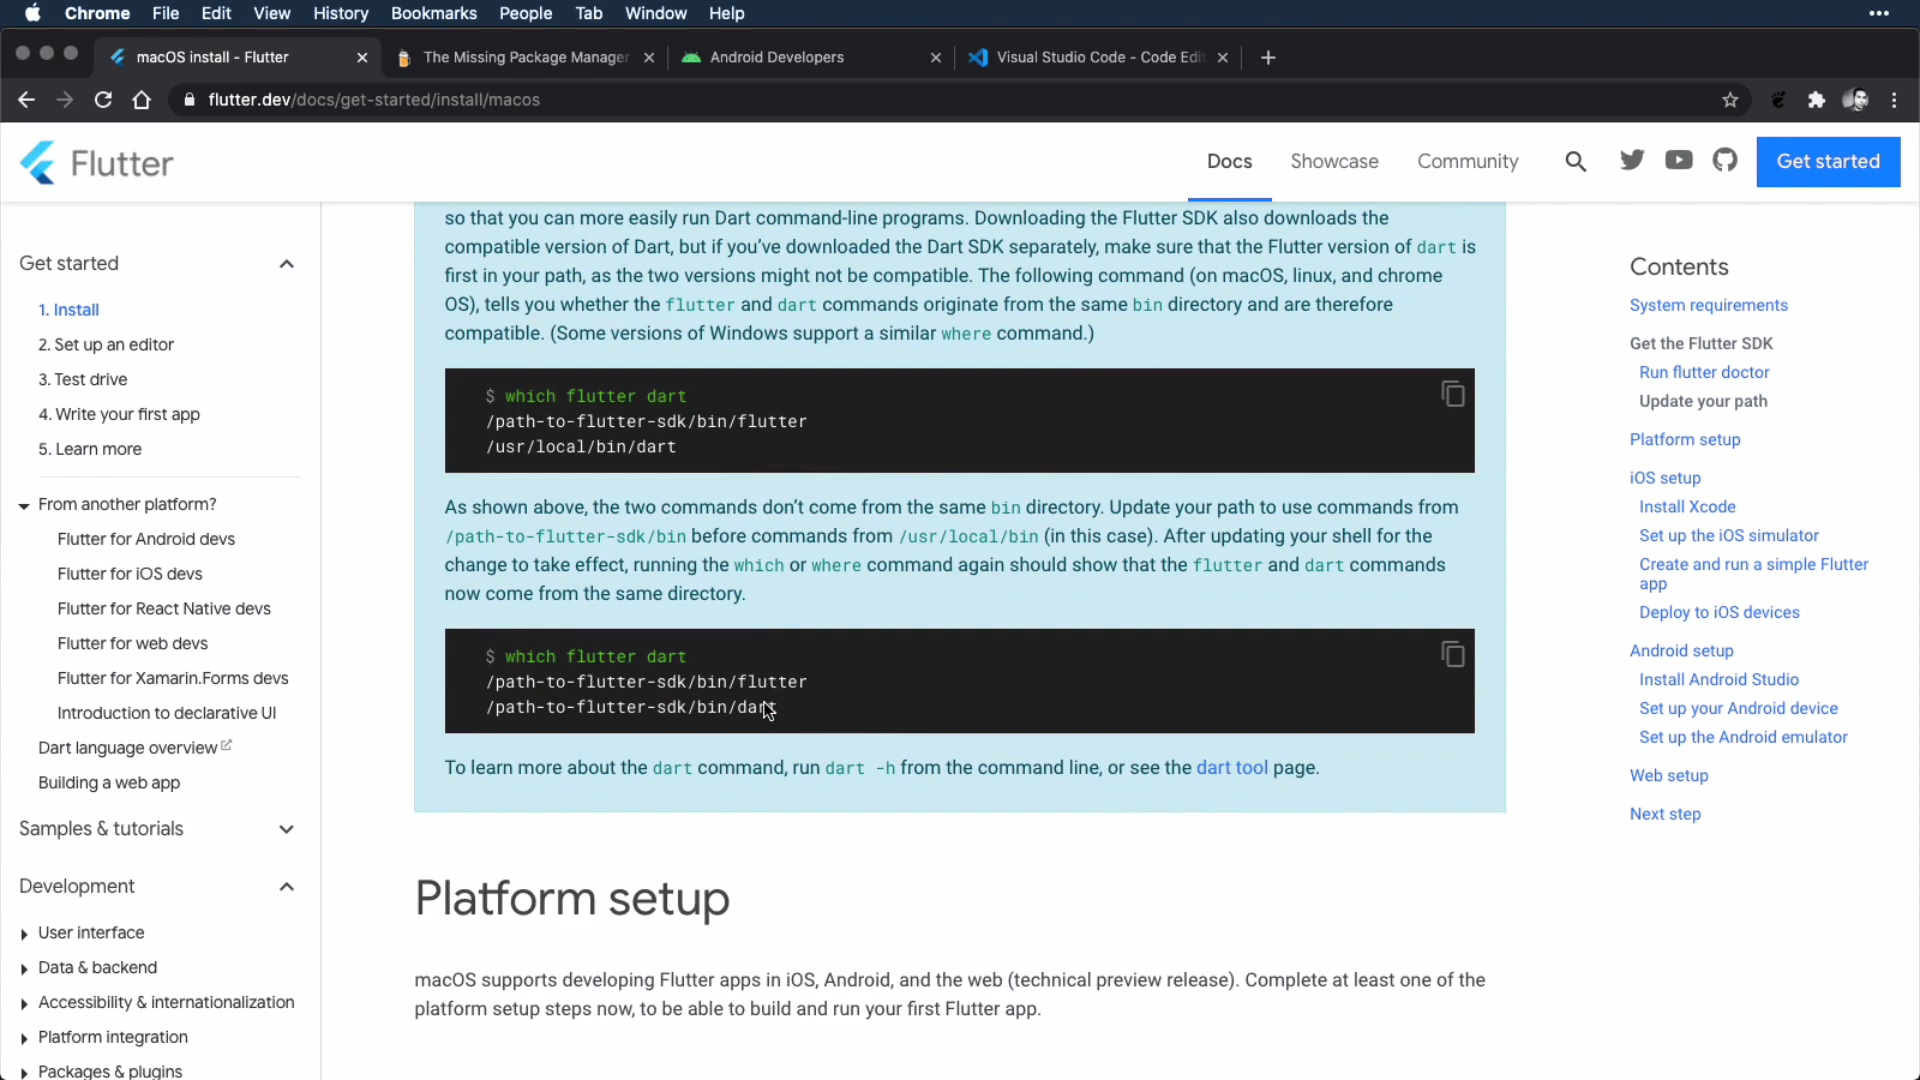 Chrome File Edit View History Bookmarks People Tab Window Help
macOS install - Flutter
The Missing Package Manager
Android Developers
Visual Studio Code - Code Edit
flutter.dev/docs/get-started/install/macos
Flutter
Docs
Showcase
Community
Get started
Get started
1. Install
2. Set up an editor
3. Test drive
4. Write your first app
5. Learn more
From another platform?
Flutter for Android devs
Flutter for iOS devs
Flutter for React Native devs
Flutter for web devs
Flutter for Xamarin.Forms devs
Introduction to declarative UI
Dart language overview
Building a web app
Samples & tutorials
Development
User interface
Data & backend
Accessibility & internationalization
Platform integration
Packages & plugins
so that you can more easily run Dart command-line programs. Downloading the Flutter SDK also downloads the
compatible version of Dart, but if you’ve downloaded the Dart SDK separately, make sure that the Flutter version of dart is
first in your path, as the two versions might not be compatible. The following command (on macOS, linux, and chrome
OS), tells you whether the flutter and dart commands originate from the same bin directory and are therefore
compatible. (Some versions of Windows support a similar where command.)
$ which flutter dart
/path-to-flutter-sdk/bin/flutter
/usr/local/bin/dart
As shown above, the two commands don’t come from the same bin directory. Update your path to use commands from
/path-to-flutter-sdk/bin before commands from /usr/local/bin (in this case). After updating your shell for the
change to take effect, running the which or where command again should show that the flutter and dart commands
now come from the same directory.
$ which flutter dart
/path-to-flutter-sdk/bin/flutter
/path-to-flutter-sdk/bin/dart
To learn more about the dart command, run dart -h from the command line, or see the dart tool page.
Platform setup
macOS supports developing Flutter apps in iOS, Android, and the web (technical preview release). Complete at least one of the
platform setup steps now, to be able to build and run your first Flutter app.
Contents
System requirements
Get the Flutter SDK
Run flutter doctor
Update your path
Platform setup
iOS setup
Install Xcode
Set up the iOS simulator
Create and run a simple Flutter
app
Deploy to iOS devices
Android setup
Install Android Studio
Set up your Android device
Set up the Android emulator
Web setup
Next step